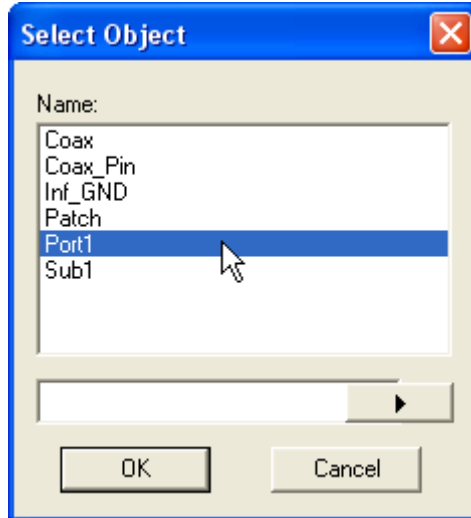 Select Object
Name:
Coax
Coax_Pin
Inf_GND
Patch
Port1
Sub1
OK
Cancel